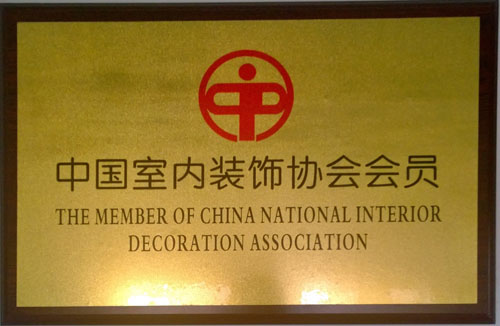 中国室内装饰协会会员
THE MEMBER OF CHINA NATIONAL INTERIOR
DECORATION ASSOCIATION